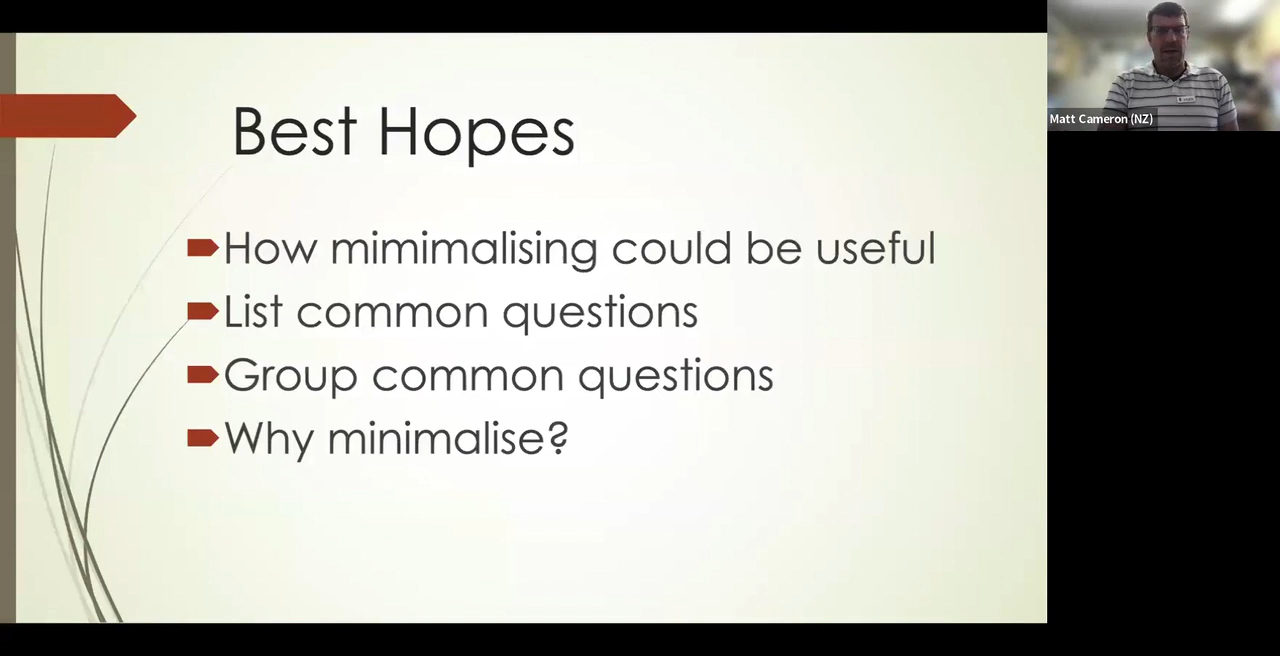 Best Hopes
How mimimalising could be useful
List common questions
Group common questions
Why minimalise?
Matt Cameron (NZ)